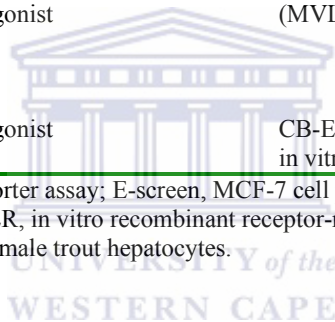 gonist (MVL
gonist CB-E
in vitr
rter assay; E-screen, MCF-7 cell
R, in vitro recombinant receptor-r
male trout hepatocytes.
UNIVERSITY of the
WESTERN CAPE